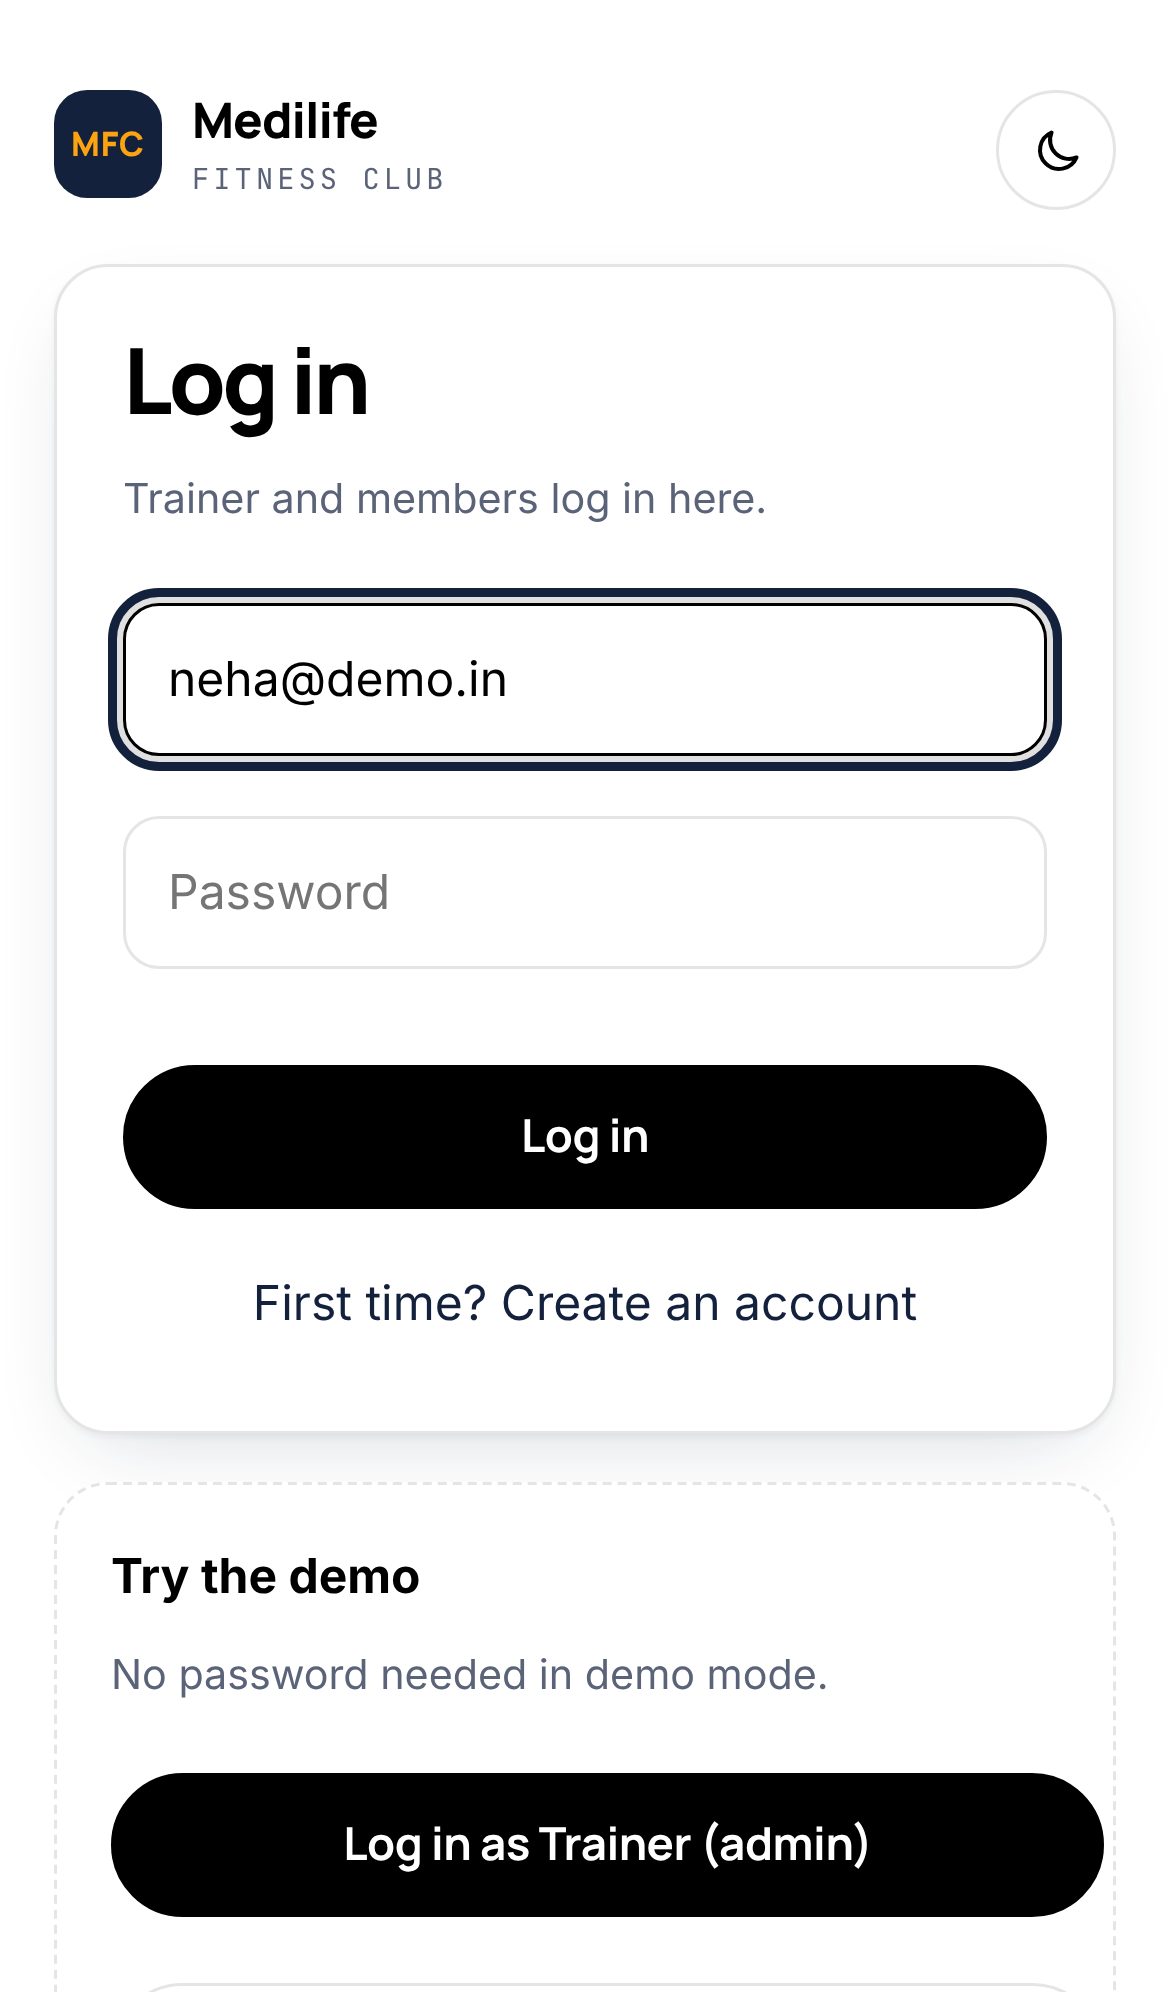 MFC
Medilife
FITNESS CLUB
Log in
Trainer and members log in here.
neha@demo.in
Password
Log in
First time? Create an account
Try the demo
No password needed in demo mode.
Log in as Trainer (admin)